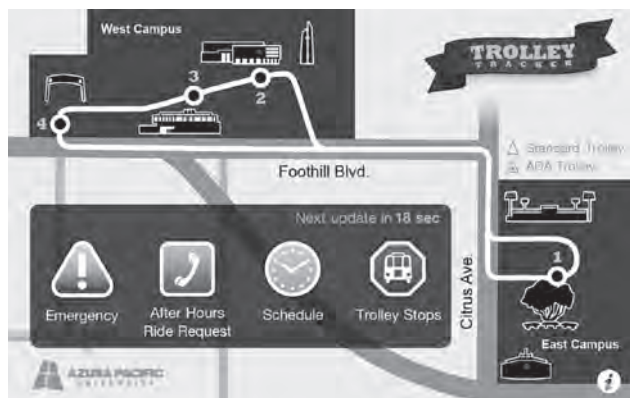 West Campus
TROLLEY
TRACKER
3
2
4
Standard Trolley
ADA Trolley
Foothill Blvd.
Next update in 18 sec
Emergency
After Hours
Ride Request
Schedule
Trolley Stops
Citrus Ave.
1
East Campus
AZUSA PACIFIC
UNIVERSITY
i